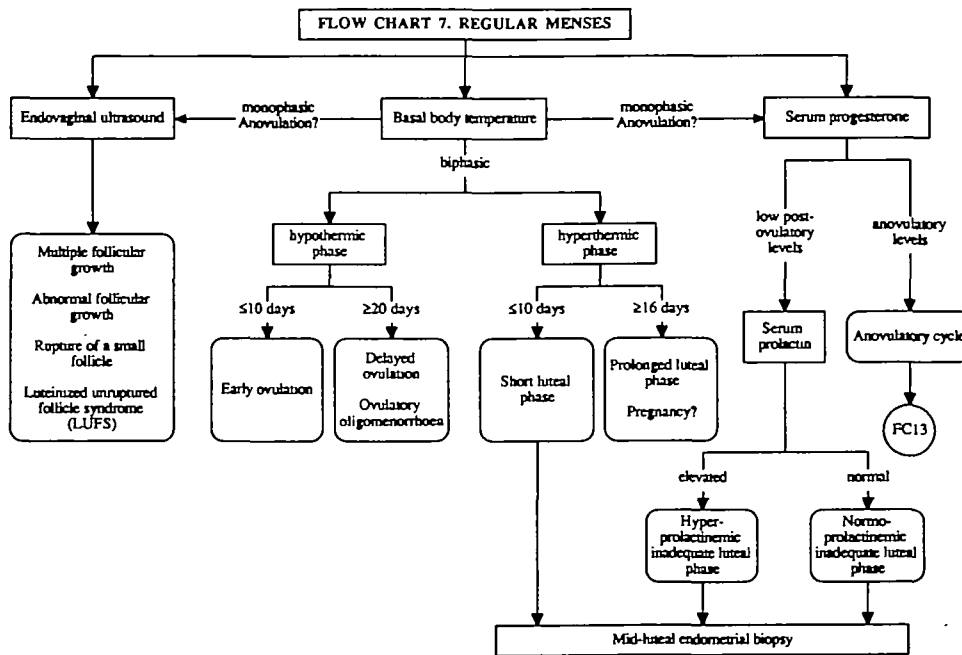 FLOW CHART 7. REGULAR MENSES
Endovaginal ultrasound
monophasic
Anovulation?
Basal body temperature
monophasic
Anovulation?
Serum progesterone
biphasic
Multiple follicular
growth
Abnormal follicular
growth
Rupture of a small
follicle
Luteinized unruptured
follicle syndrome
(LUFS)
hypothermic
phase
≤10 days
≥20 days
Early ovulation
Delayed
ovulation
Ovulatory
oligomenorrhoea
hyperthermic
phase
≤10 days
≥16 days
Short luteal
phase
Prolonged luteal
phase
Pregnancy?
low post-
ovulatory
levels
anovulatory
levels
Serum
prolactin
Anovulatory cycle
FC13
elevated
normal
Hyper-
prolactinemic
inadequate luteal
phase
Normo-
prolactinemic
inadequate luteal
phase
Mid-luteal endometrial biopsy